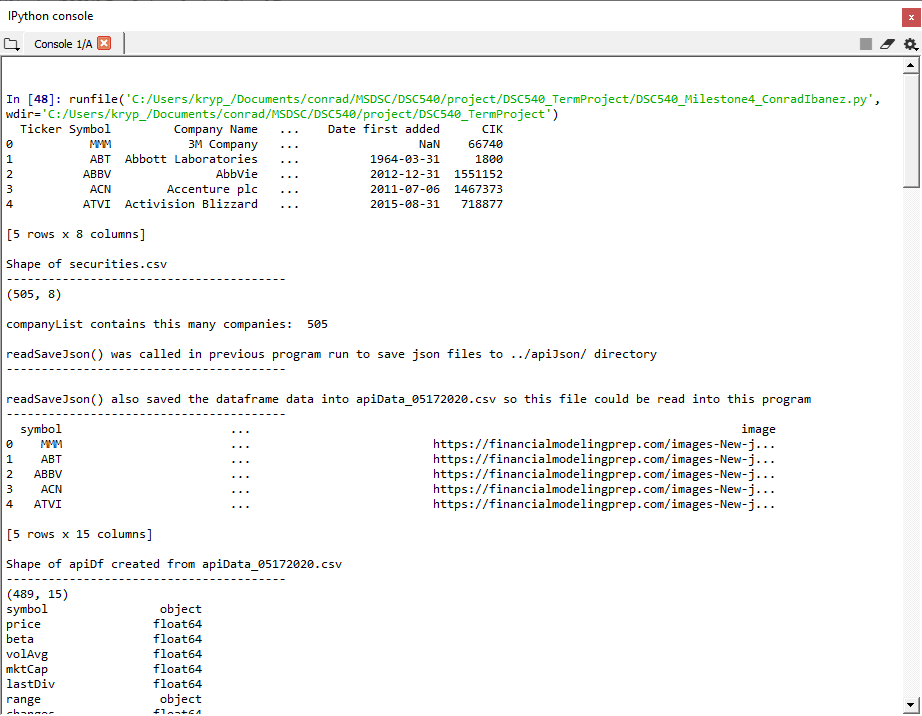 IPython console
x
Console 1/A
In [48]: runfile('C:/Users/kryp_/Documents/conrad/MSDSC/DSC540/project/DSC540_TermProject/DSC540_Milestone4_ConradIbanez.py',
wdir='C:/Users/kryp_/Documents/conrad/MSDSC/DSC540/project/DSC540_TermProject')
  Ticker Symbol         Company Name   ...    Date first added      CIK
0           MMM           3M Company   ...                 NaN    66740
1           ABT  Abbott Laboratories   ...          1964-03-31     1800
2          ABBV               AbbVie   ...          2012-12-31  1551152
3           ACN        Accenture plc   ...          2011-07-06  1467373
4          ATVI  Activision Blizzard   ...          2015-08-31   718877
[5 rows x 8 columns]
Shape of securities.csv
----------------------------------------
(505, 8)
companyList contains this many companies:  505
readSaveJson() was called in previous program run to save json files to ../apiJson/ directory
----------------------------------------
readSaveJson() also saved the dataframe data into apiData_05172020.csv so this file could be read into this program
----------------------------------------
  symbol                        ...                                                                      image
0    MMM                        ...                          https://financialmodelingprep.com/images-New-j...
1    ABT                        ...                          https://financialmodelingprep.com/images-New-j...
2   ABBV                        ...                          https://financialmodelingprep.com/images-New-j...
3    ACN                        ...                          https://financialmodelingprep.com/images-New-j...
4   ATVI                        ...                          https://financialmodelingprep.com/images-New-j...
[5 rows x 15 columns]
Shape of apiDf created from apiData_05172020.csv
----------------------------------------
(489, 15)
symbol                object
price                float64
beta                 float64
volAvg               float64
mktCap               float64
lastDiv              float64
range                 object
changes              float64